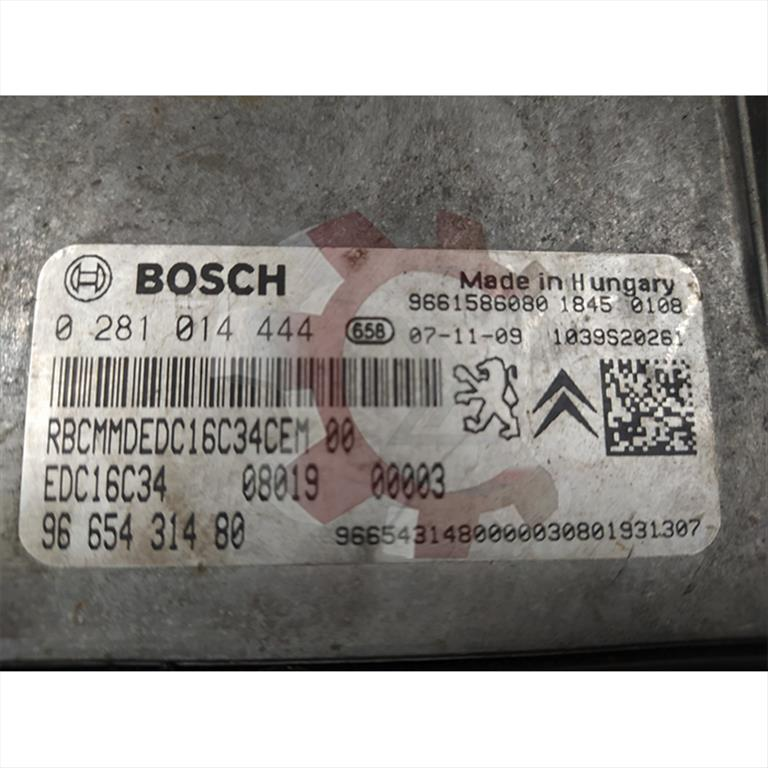 BOSCH
Made in Hungary
9661586080 1845 0108
0 281 014 444 658 07-11-09 1039S20261
RBCMMDEDC16C34CEM 00
EDC16C34 08019 00003
96 654 314 80 9665431480000030801931307